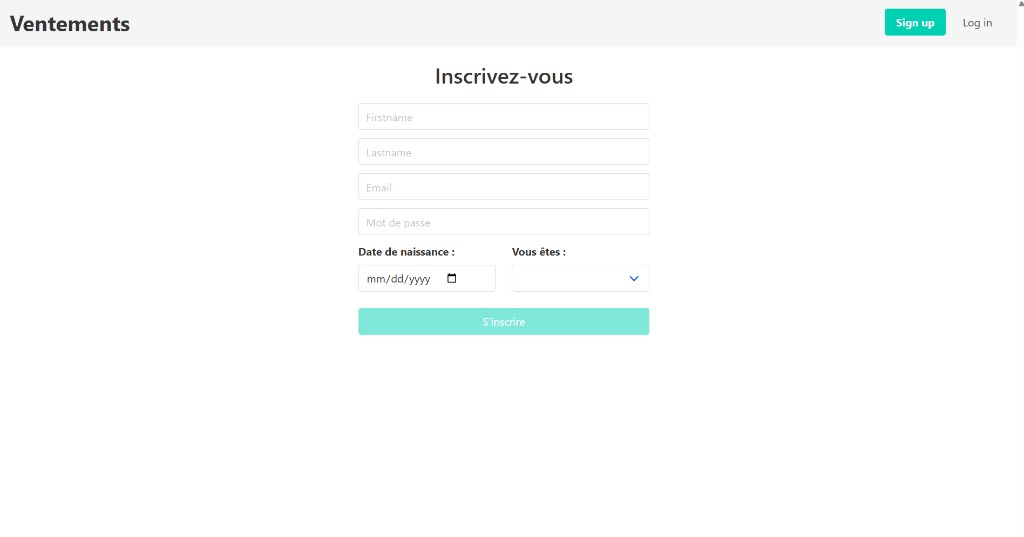 Ventements
Sign up
Log in
Inscrivez-vous
Firstname
Lastname
Email
Mot de passe
Date de naissance : Vous êtes :
mm/dd/yyyy
S'inscrire